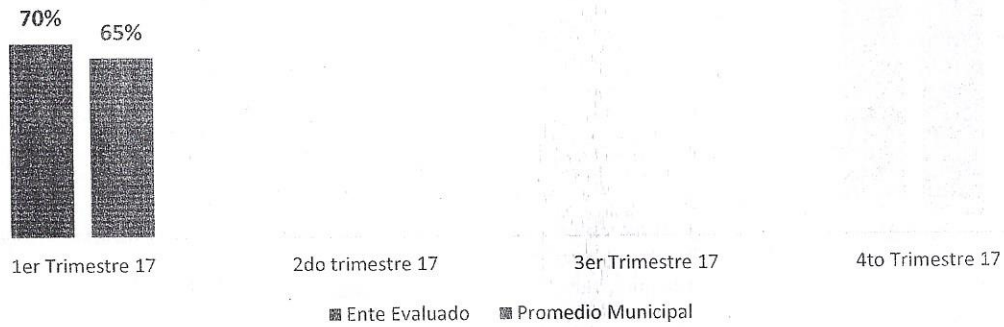 70%
65%
1er Trimestre 17
2do trimestre 17
3er Trimestre 17
4to Trimestre 17
Ente Evaluado
Promedio Municipal